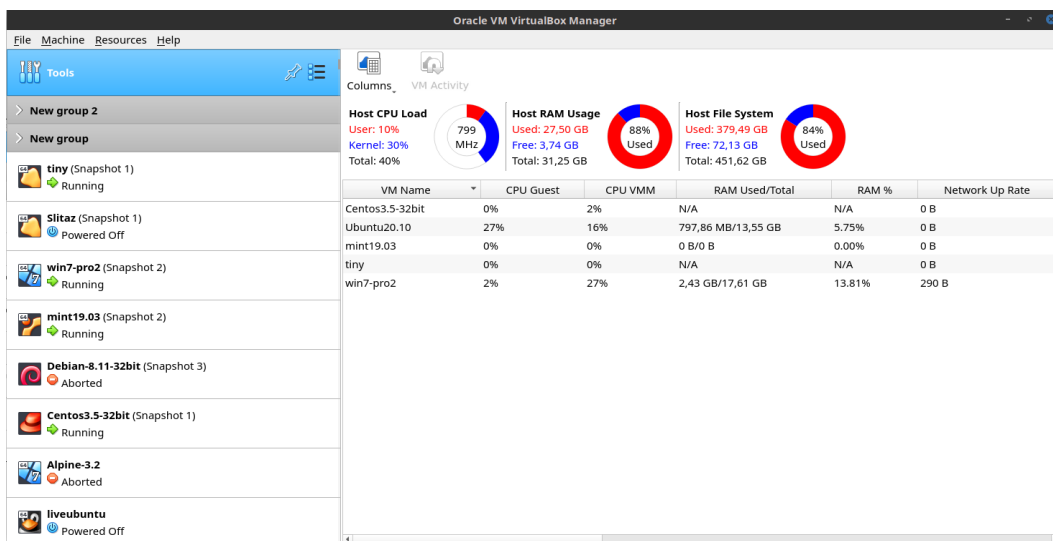 Oracle VM VirtualBox Manager
File Machine Resources Help
Tools
New group 2
New group
tiny (Snapshot 1)
Running
Slitaz (Snapshot 1)
Powered Off
win7-pro2 (Snapshot 2)
Running
mint19.03 (Snapshot 2)
Running
Debian-8.11-32bit (Snapshot 3)
Aborted
Centos3.5-32bit (Snapshot 1)
Running
Alpine-3.2
Aborted
liveubuntu
Powered Off
Columns VM Activity
Host CPU Load
User: 10%
Kernel: 30%
Total: 40%
799
MHz
Host RAM Usage
Used: 27,50 GB
Free: 3,74 GB
Total: 31,25 GB
88%
Used
Host File System
Used: 379,49 GB
Free: 72,13 GB
Total: 451,62 GB
84%
Used
VM Name CPU Guest CPU VMM RAM Used/Total RAM % Network Up Rate
Centos3.5-32bit 0% 2% N/A N/A 0 B
Ubuntu20.10 27% 16% 797,86 MB/13,55 GB 5.75% 0 B
mint19.03 0% 0% 0 B/0 B 0.00% 0 B
tiny 0% 0% N/A N/A 0 B
win7-pro2 2% 27% 2,43 GB/17,61 GB 13.81% 290 B